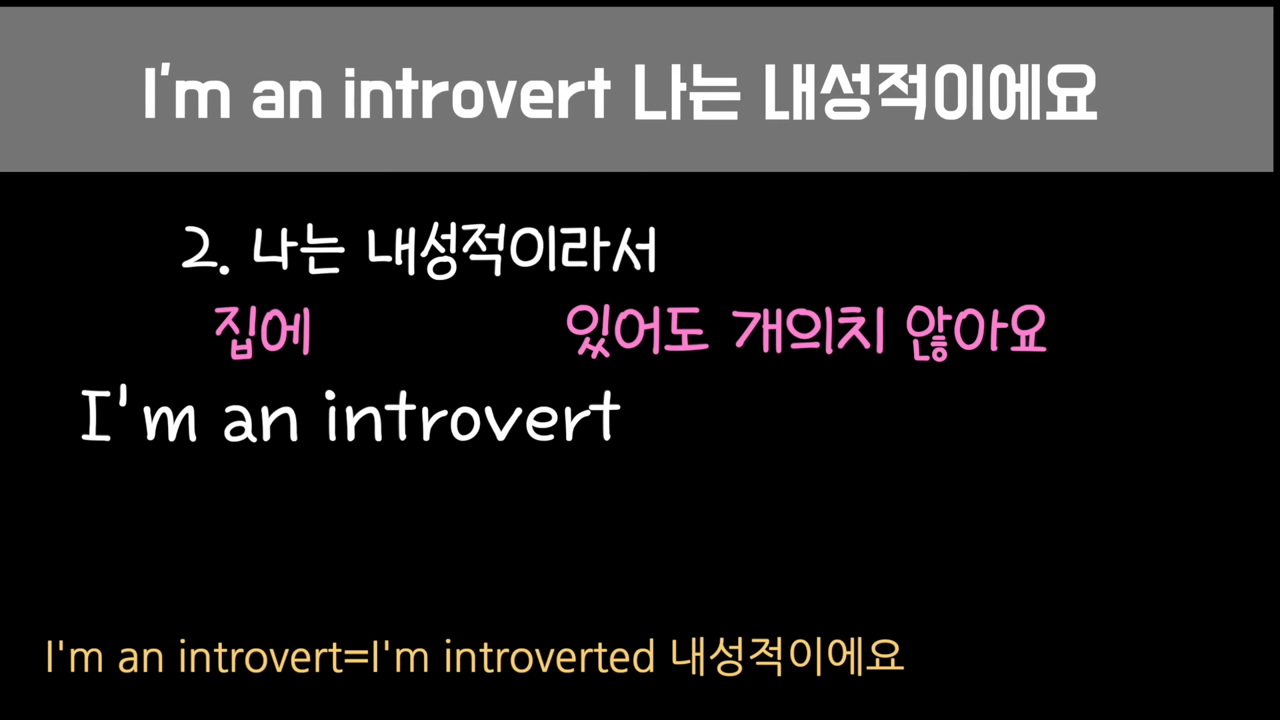 I'm an introvert 나는 내성적이에요
2. 나는 내성적이라서
집에 있어도 개의치 않아요
I'm an introvert
I'm an introvert=I'm introverted 내성적이에요